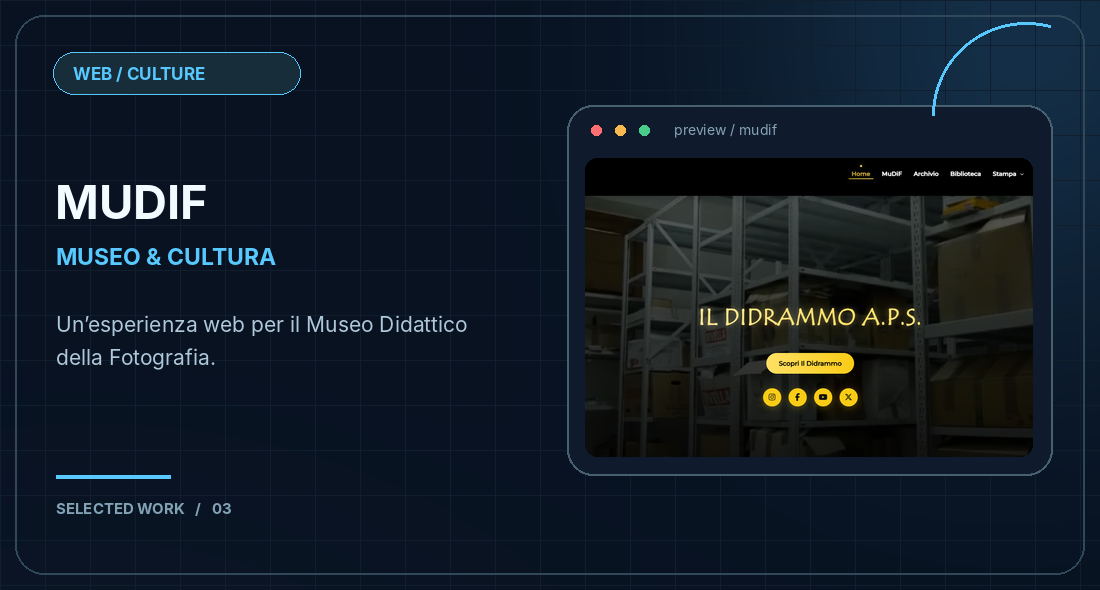 WEB / CULTURE
MUDIF
MUSEO & CULTURA
Un’esperienza web per il Museo Didattico
della Fotografia.
SELECTED WORK / 03
preview / mudif
Home MuDiF Archivio Biblioteca Stampa
IL DIDRAMMO A.P.S.
Scopri Il Didrammo